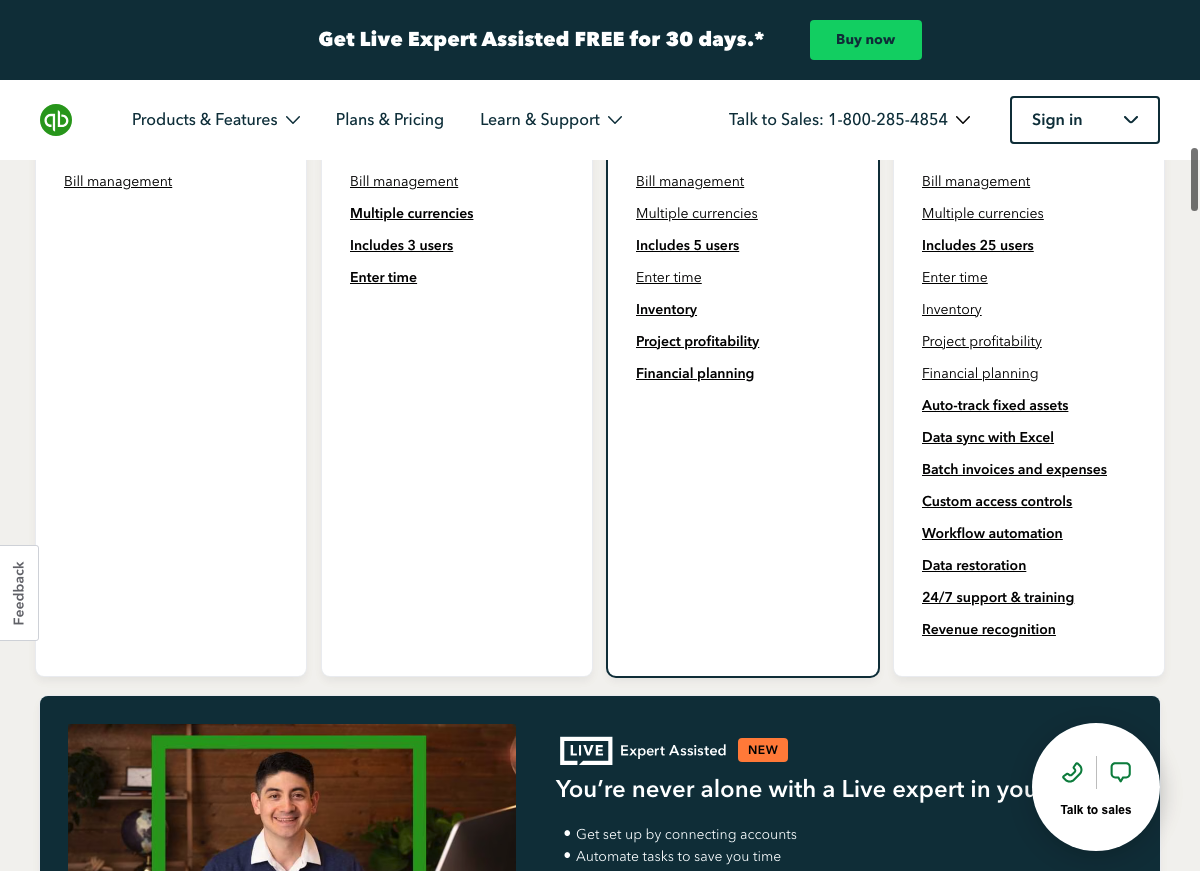 Get Live Expert Assisted FREE for 30 days.*
Buy now
qb
Products & Features
Plans & Pricing
Learn & Support
Talk to Sales: 1-800-285-4854
Sign in
Bill management
Bill management
Multiple currencies
Includes 3 users
Enter time
Bill management
Multiple currencies
Includes 5 users
Enter time
Inventory
Project profitability
Financial planning
Bill management
Multiple currencies
Includes 25 users
Enter time
Inventory
Project profitability
Financial planning
Auto-track fixed assets
Data sync with Excel
Batch invoices and expenses
Custom access controls
Workflow automation
Data restoration
24/7 support & training
Revenue recognition
Feedback
LIVE Expert Assisted NEW
You’re never alone with a Live expert in you
• Get set up by connecting accounts
• Automate tasks to save you time
Talk to sales